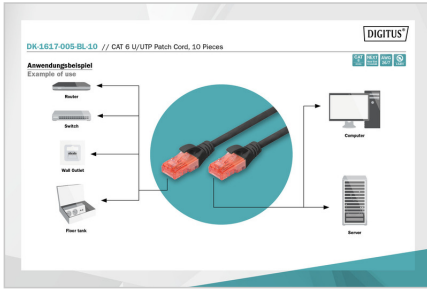 DIGITUS®
DK-1617-005-BL-10 // CAT 6 U/UTP Patch Cord, 10 Pieces
Anwendungsbeispiel
Example of use
Router
Switch
Wall Outlet
Floor tank
Computer
Server